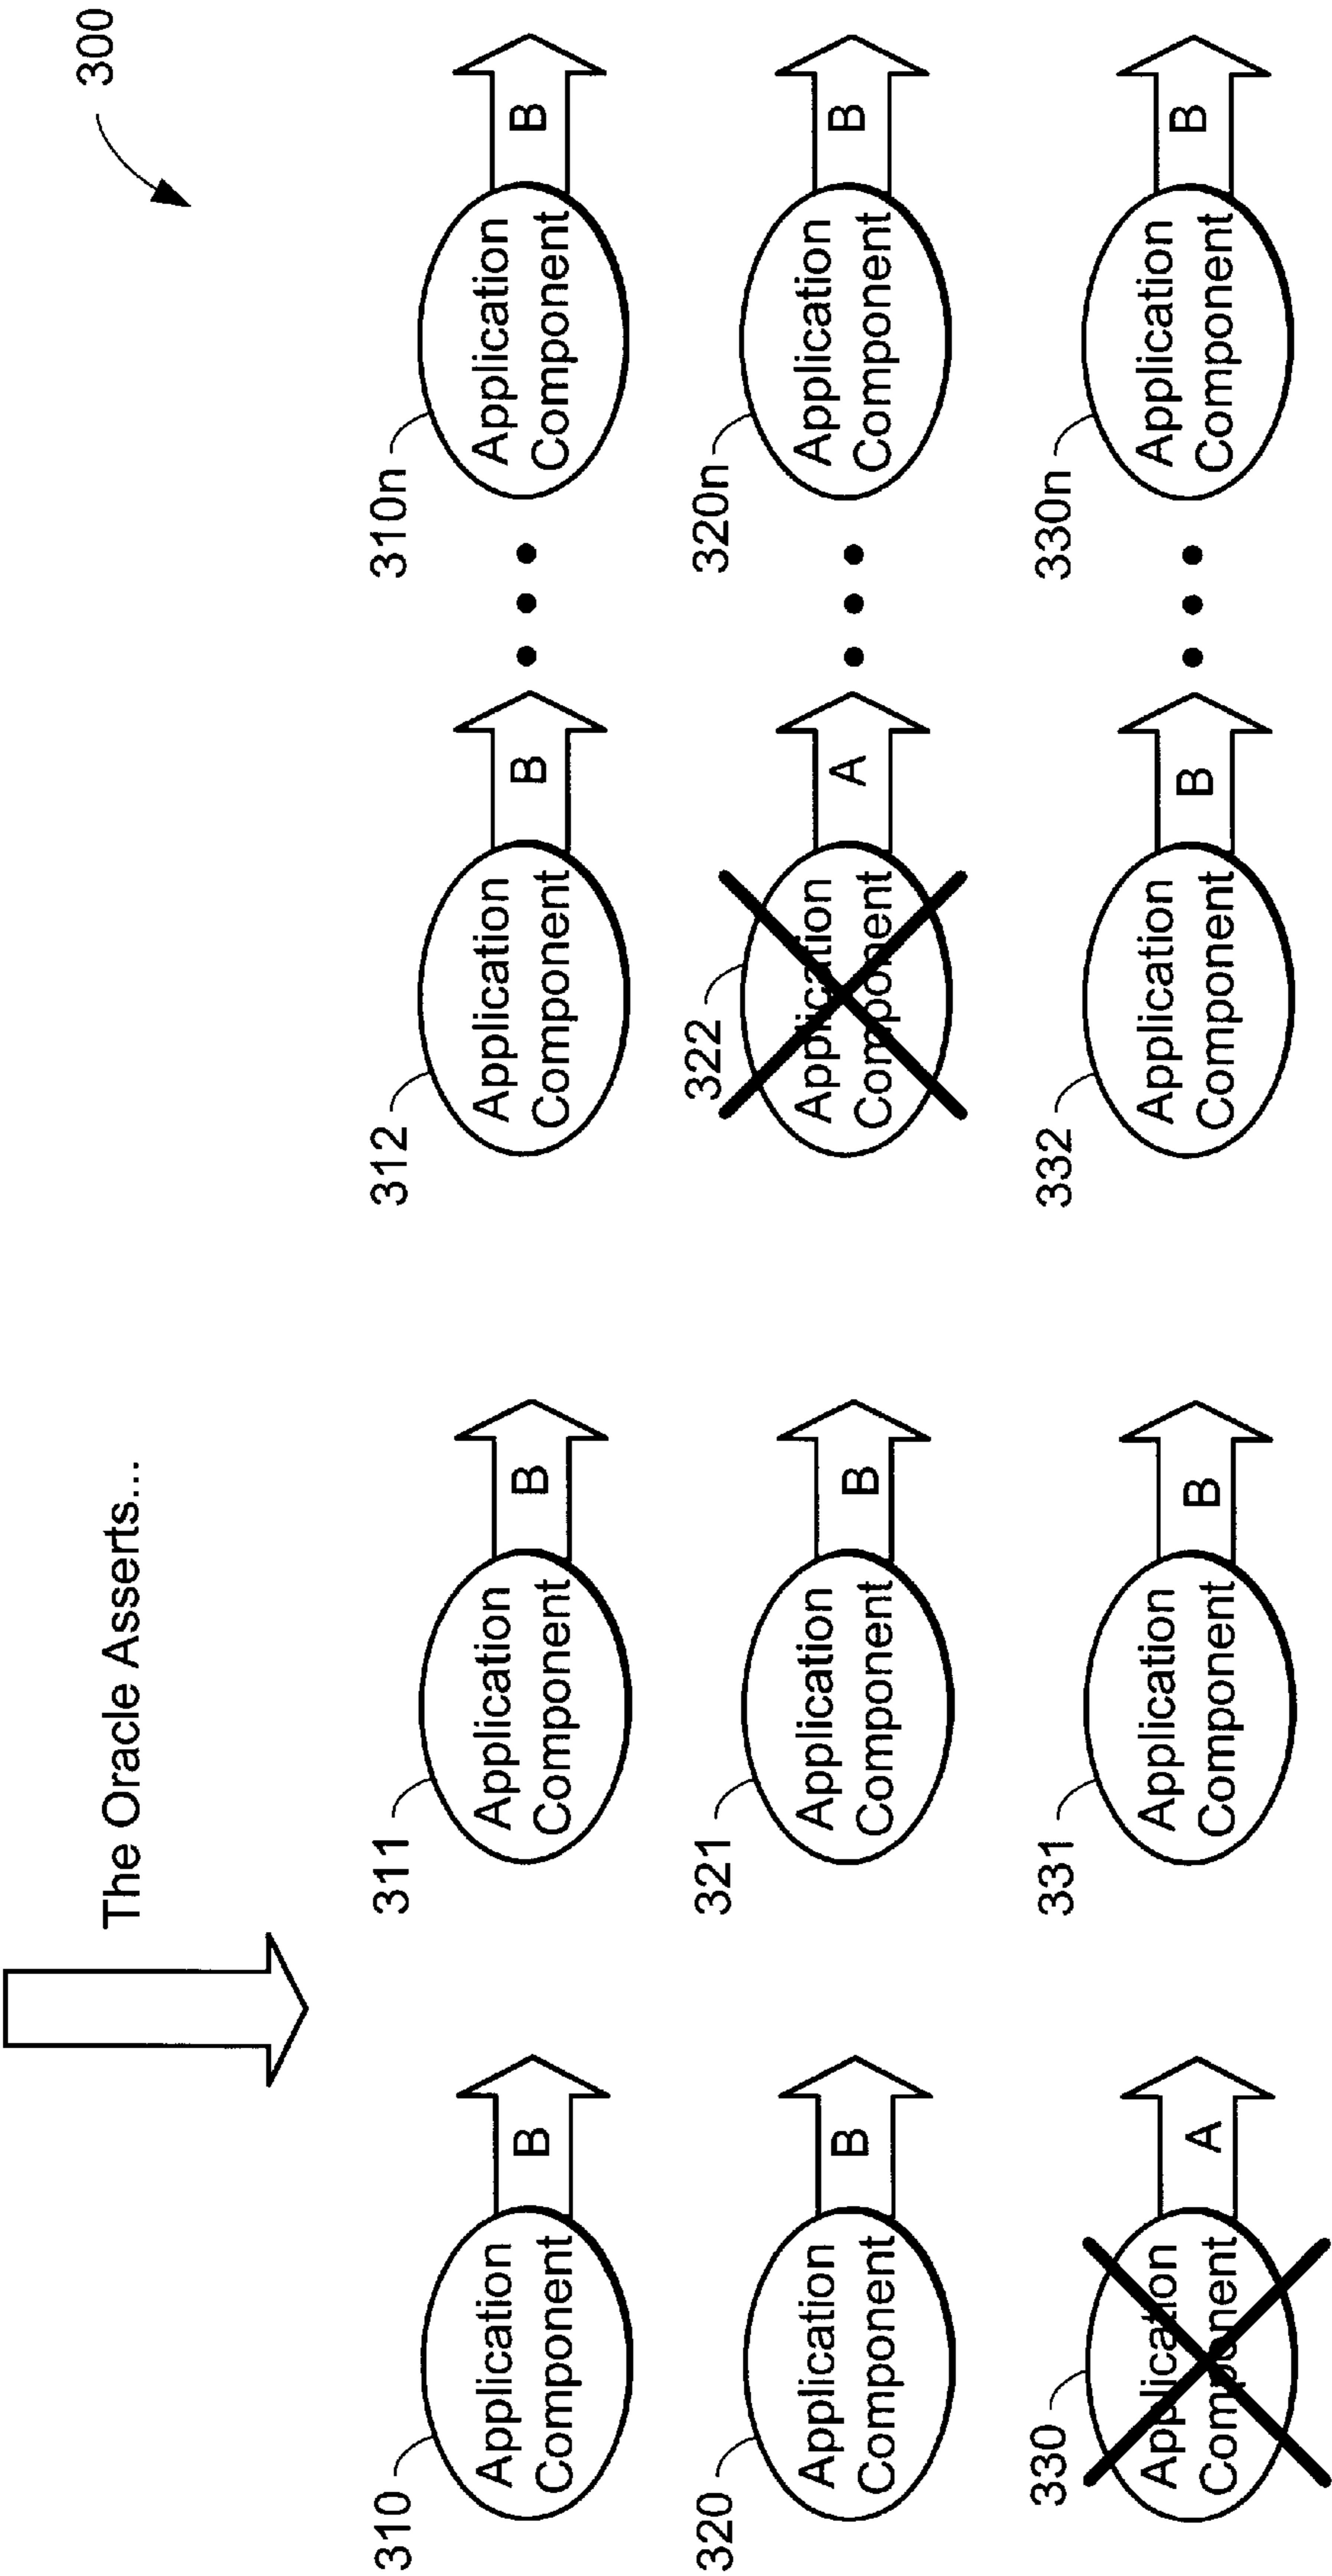 The Oracle Asserts...
300
310
Application
Component
B
311
Application
Component
B
312
Application
Component
B
310n
Application
Component
B
320
Application
Component
B
321
Application
Component
B
322
Application
Component
A
320n
Application
Component
B
330
Application
Component
A
331
Application
Component
B
332
Application
Component
B
330n
Application
Component
B